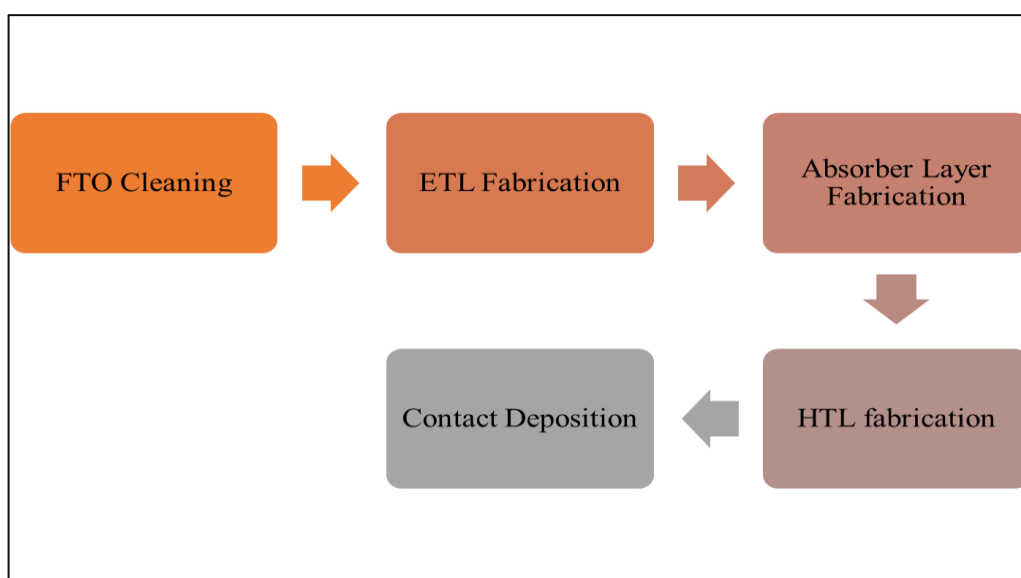 FTO Cleaning
ETL Fabrication
Absorber Layer
Fabrication
HTL fabrication
Contact Deposition